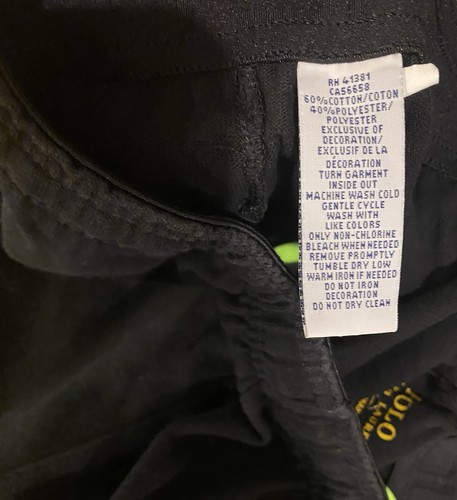 RN 41381
CA56658
60%COTTON/COTON
40%POLYESTER/
POLYESTER
EXCLUSIVE OF
DECORATION/
EXCLUSIF DE LA
DÉCORATION
TURN GARMENT
INSIDE OUT
MACHINE WASH COLD
GENTLE CYCLE
WASH WITH
LIKE COLORS
ONLY NON-CHLORINE
BLEACH WHEN NEEDED
REMOVE PROMPTLY
TUMBLE DRY LOW
WARM IRON IF NEEDED
DO NOT IRON
DECORATION
DO NOT DRY CLEAN
POLO